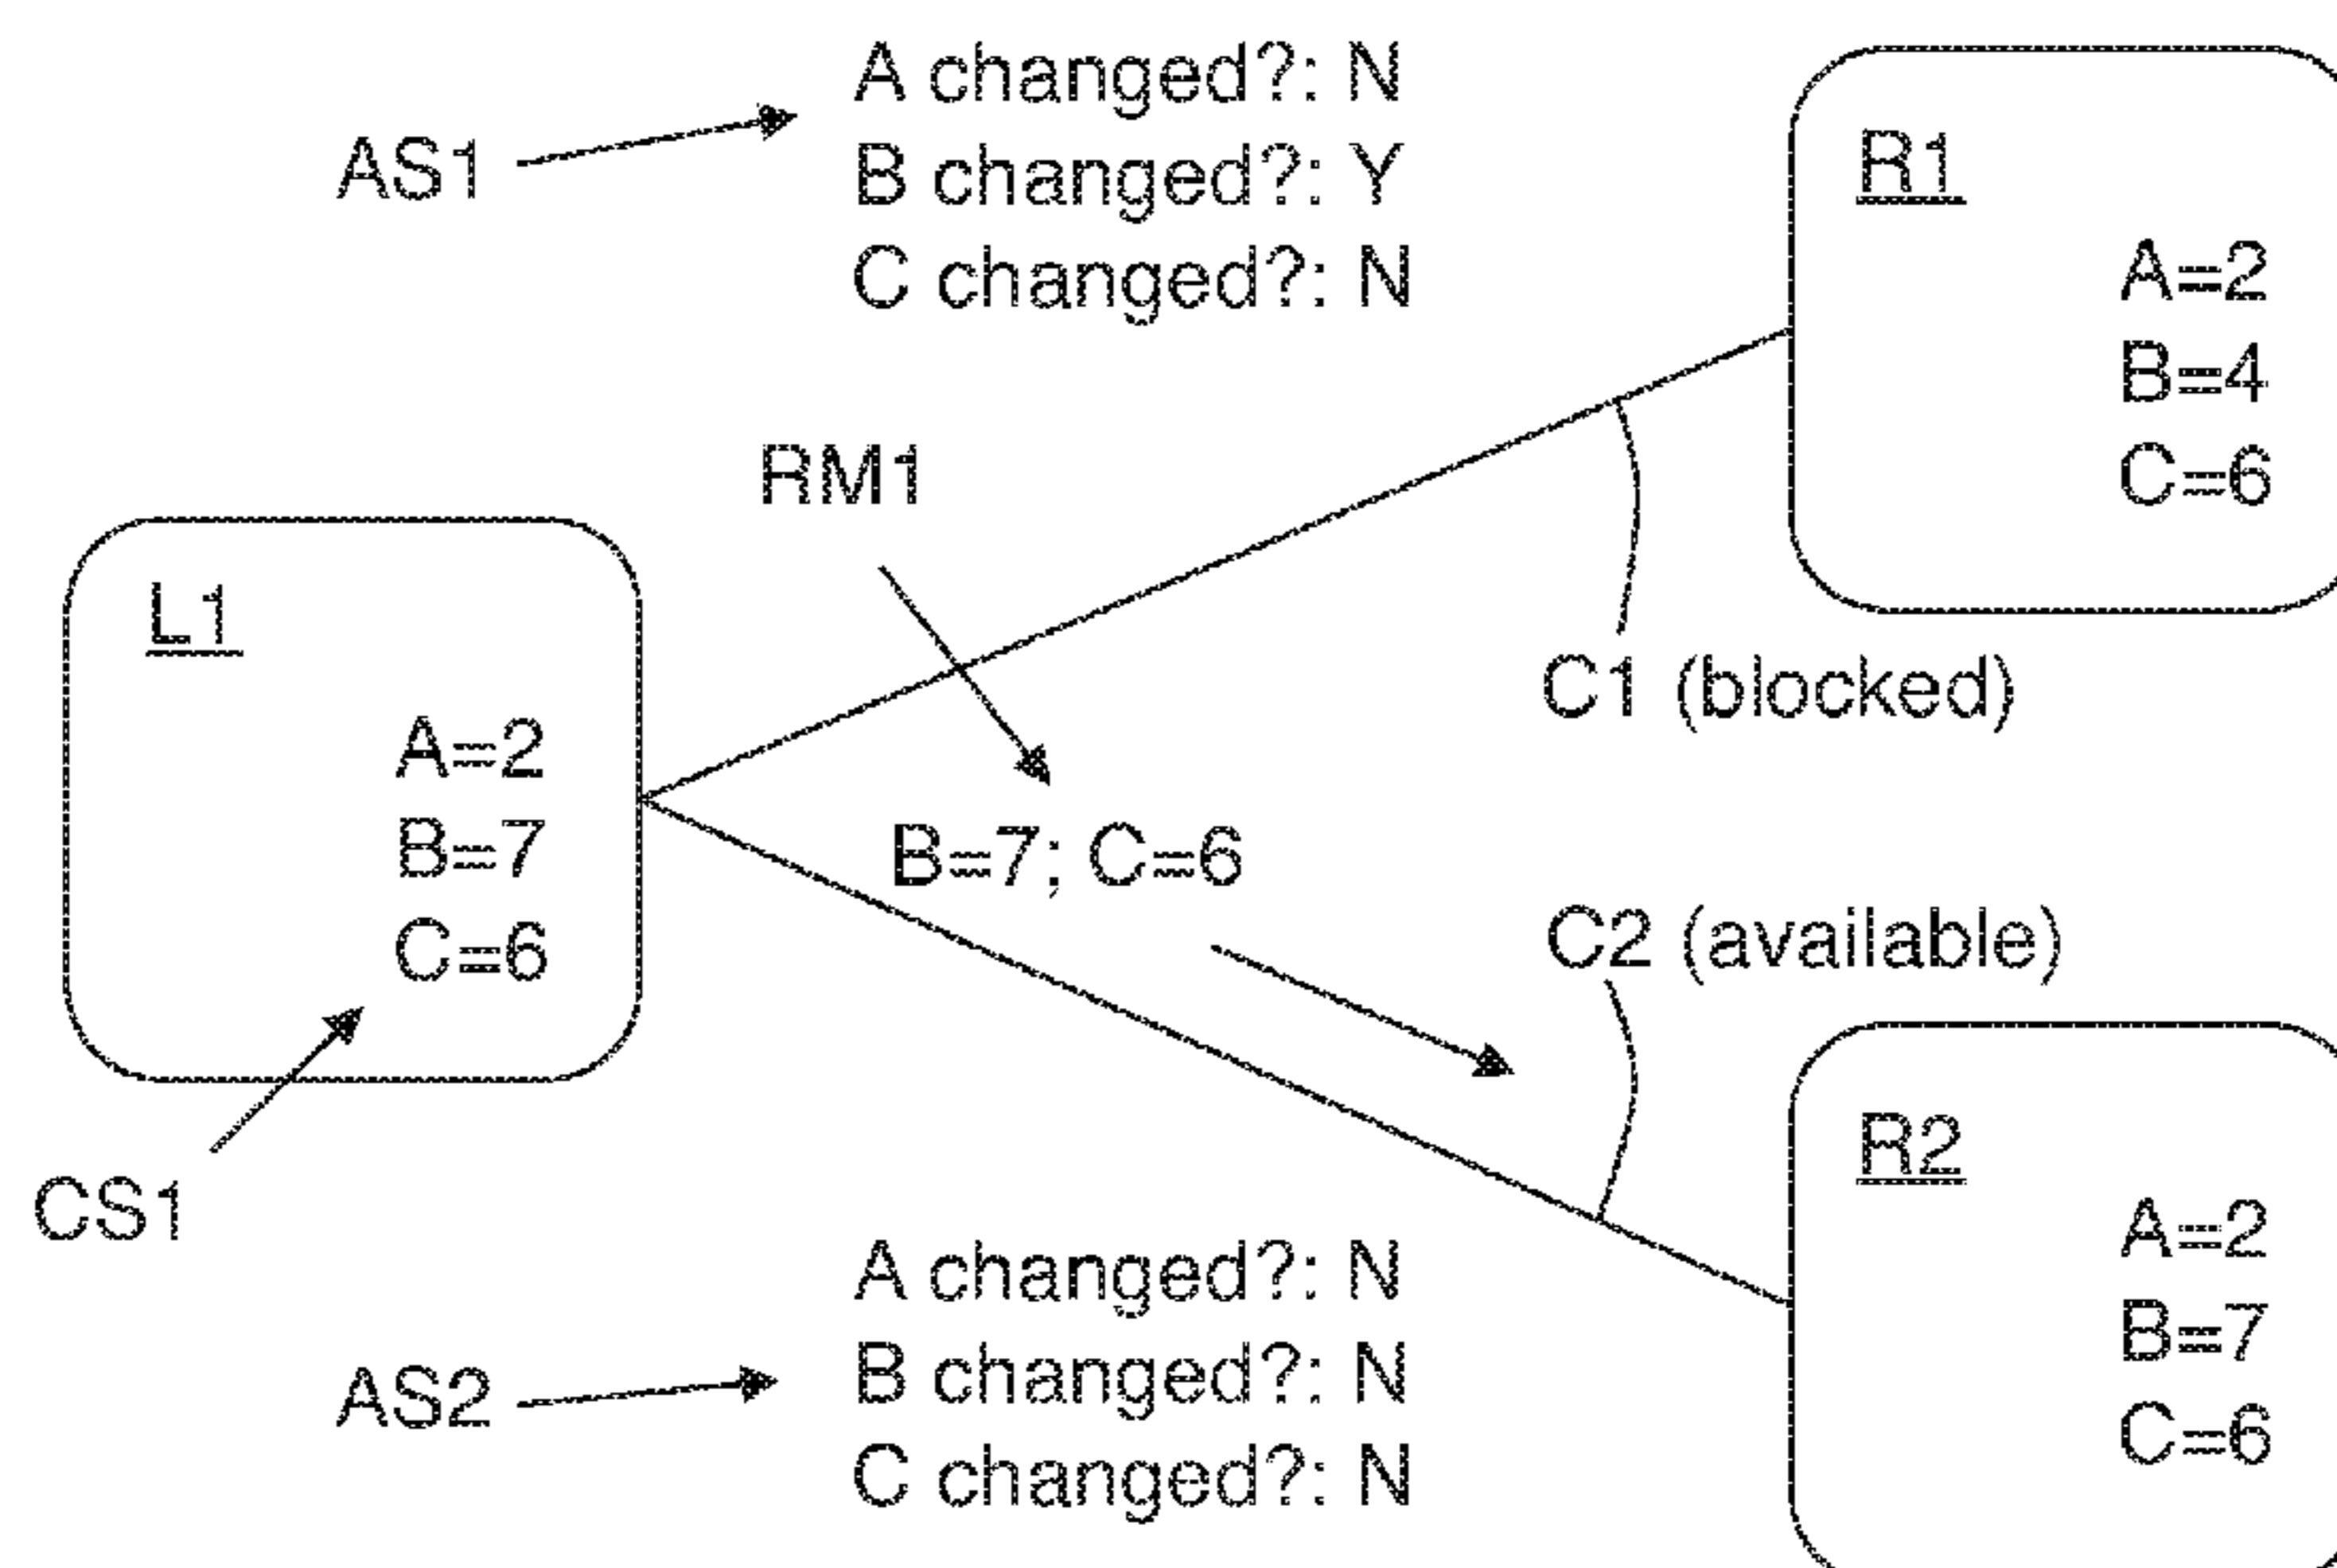 AS1
A changed?: N
B changed?: Y
C changed?: N
R1
A=2
B=4
C=6
RM1
L1
A=2
B=7
C=6
C1 (blocked)
B=7; C=6
C2 (available)
CS1
R2
A=2
B=7
C=6
AS2
A changed?: N
B changed?: N
C changed?: N